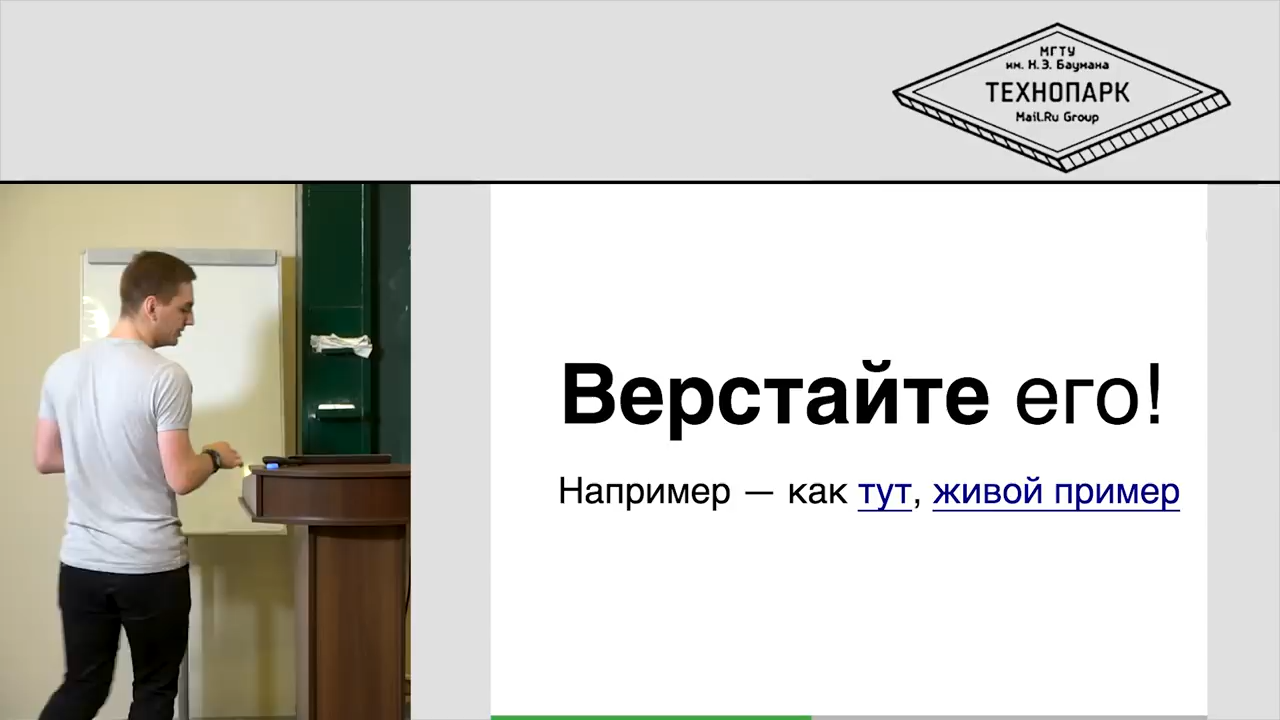 МГТУ
им. Н.Э. Баумана
ТЕХНОПАРК
Mail.Ru Group
Верстайте его!
Например — как тут, живой пример